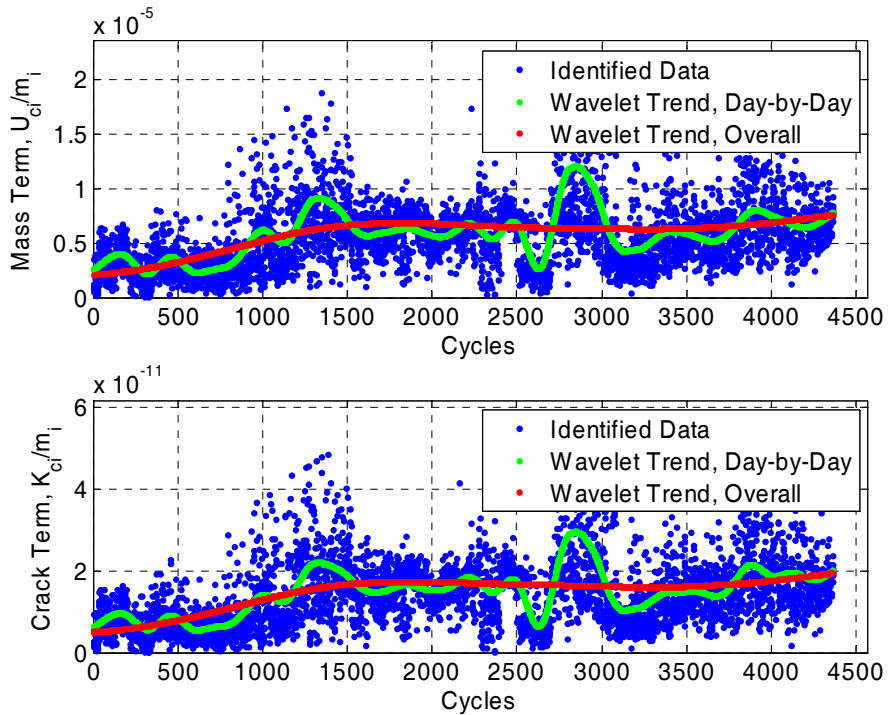 x 10^-5
Mass Term, U_ci/m_i
2
1.5
1
0.5
0
Identified Data
Wavelet Trend, Day-by-Day
Wavelet Trend, Overall
0 500 1000 1500 2000 2500 3000 3500 4000 4500
Cycles
x 10^-11
Crack Term, K_ci/m_i
6
4
2
0
Identified Data
Wavelet Trend, Day-by-Day
Wavelet Trend, Overall
0 500 1000 1500 2000 2500 3000 3500 4000 4500
Cycles